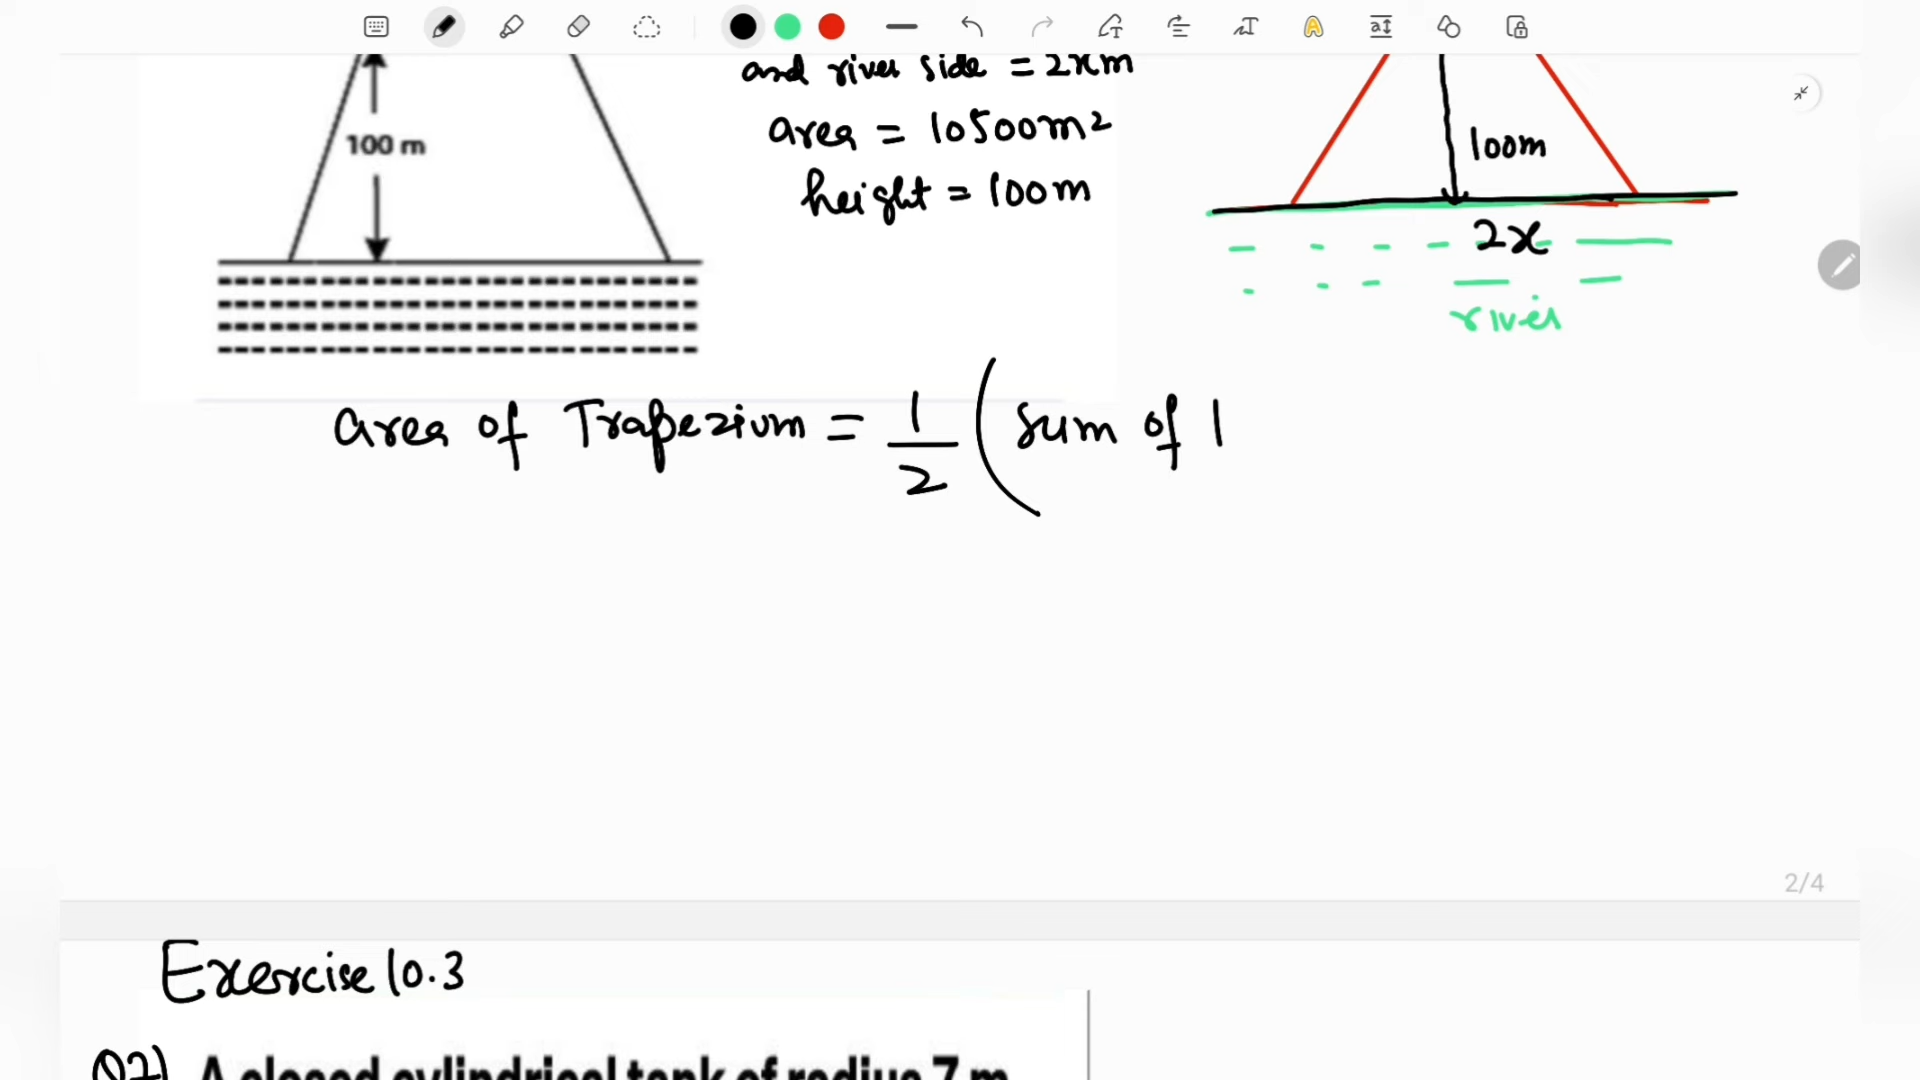 and river side = 2xm
area = 10500m²
height = 100m
100 m
100m
2x
river
area of Trapezium = 1/2 ( sum of |
2/4
Exercise 10.3
Q7) A closed cylindrical tank of radius 7 m